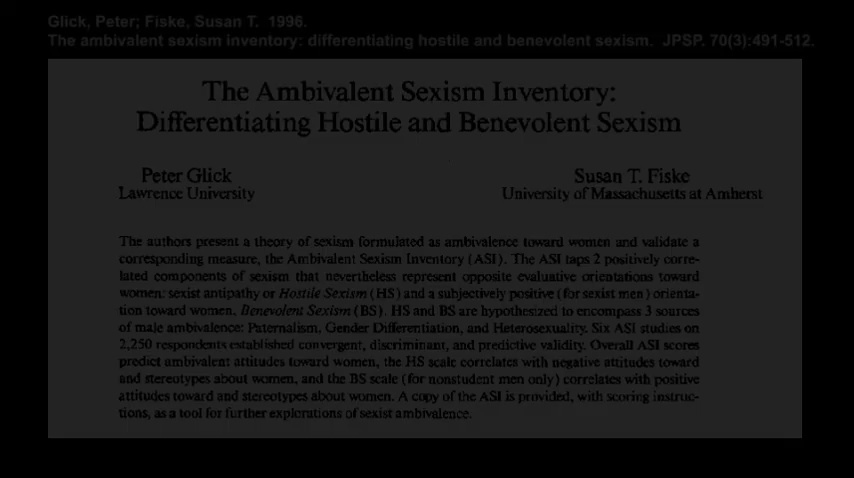 Glick, Peter; Fiske, Susan T.  1996.
The ambivalent sexism inventory: differentiating hostile and benevolent sexism.  JPSP. 70(3):491-512.
The Ambivalent Sexism Inventory:
Differentiating Hostile and Benevolent Sexism
Peter Glick
Lawrence University
Susan T. Fiske
University of Massachusetts at Amherst
The authors present a theory of sexism formulated as ambivalence toward women and validate a
corresponding measure, the Ambivalent Sexism Inventory (ASI). The ASI taps 2 positively corre-
lated components of sexism that nevertheless represent opposite evaluative orientations toward
women: sexist antipathy or Hostile Sexism (HS) and a subjectively positive (for sexist men) orienta-
tion toward women, Benevolent Sexism (BS). HS and BS are hypothesized to encompass 3 sources
of male ambivalence: Paternalism, Gender Differentiation, and Heterosexuality. Six ASI studies on
2,250 respondents established convergent, discriminant, and predictive validity. Overall ASI scores
predict ambivalent attitudes toward women, the HS scale correlates with negative attitudes toward
and stereotypes about women, and the BS scale (for nonstudent men only) correlates with positive
attitudes toward and stereotypes about women. A copy of the ASI is provided, with scoring instruc-
tions, as a tool for further explorations of sexist ambivalence.